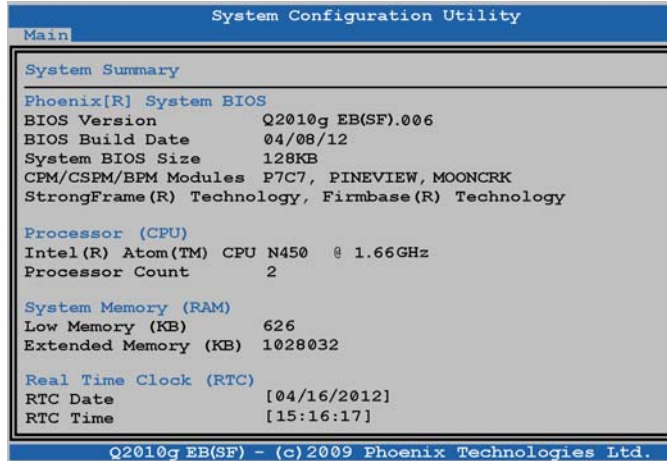 System Configuration Utility
Main
System Summary
Phoenix[R] System BIOS
BIOS Version Q2010g EB(SF).006
BIOS Build Date 04/08/12
System BIOS Size 128KB
CPM/CSPM/BPM Modules P7C7, PINEVIEW, MOONCRK
StrongFrame(R) Technology, Firmbase(R) Technology
Processor (CPU)
Intel(R) Atom(TM) CPU N450 @ 1.66GHz
Processor Count 2
System Memory (RAM)
Low Memory (KB) 626
Extended Memory (KB) 1028032
Real Time Clock (RTC)
RTC Date [04/16/2012]
RTC Time [15:16:17]
Q2010g EB(SF) - (c)2009 Phoenix Technologies Ltd.